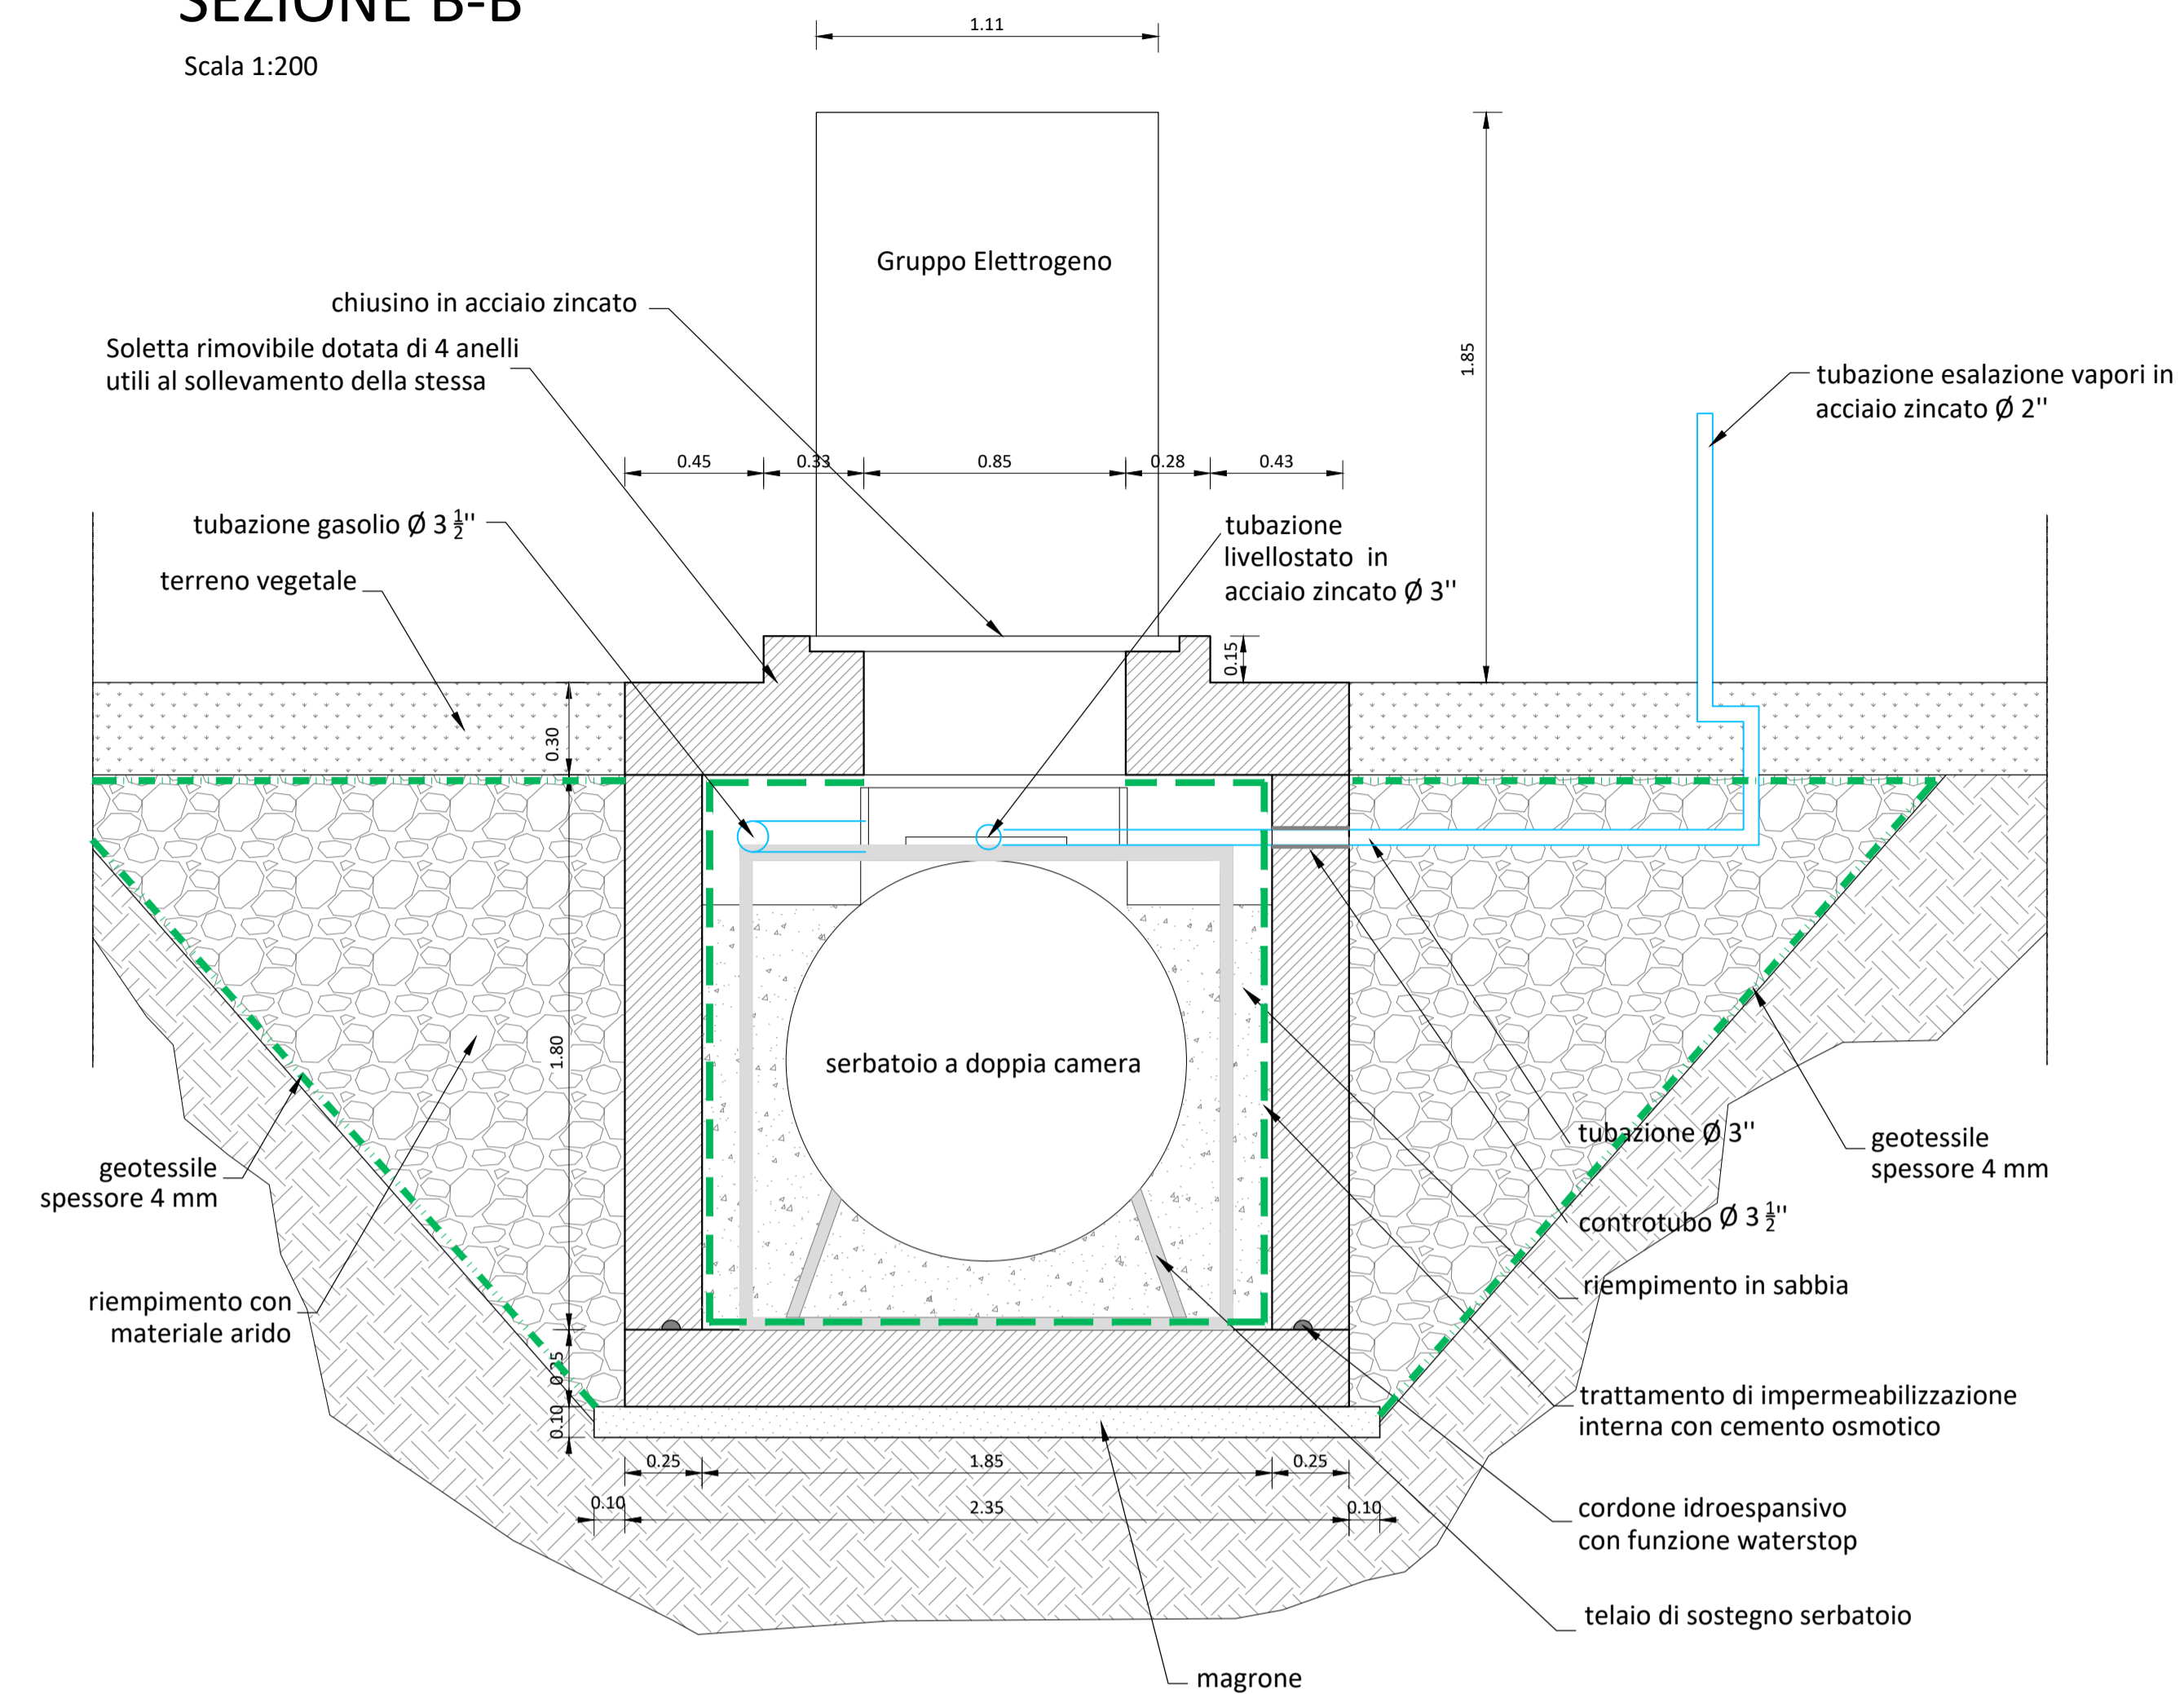 SEZIONE B-B
Scala 1:200
1.11
Gruppo Elettrogeno
chiusino in acciaio zincato
Soletta rimovibile dotata di 4 anelli
utili al sollevamento della stessa
1.85
tubazione esalazione vapori in
acciaio zincato Ø 2''
0.45
0.33
0.85
0.28
0.43
tubazione gasolio Ø 3 ½''
terreno vegetale
tubazione
livellostato in
acciaio zincato Ø 3''
0.15
0.30
1.80
serbatoio a doppia camera
geotessile
spessore 4 mm
riempimento con
materiale arido
tubazione Ø 3''
geotessile
spessore 4 mm
controtubo Ø 3 ½''
riempimento in sabbia
0.25
0.10
trattamento di impermeabilizzazione
interna con cemento osmotico
0.25
1.85
0.25
0.10
2.35
0.10
cordone idroespansivo
con funzione waterstop
telaio di sostegno serbatoio
magrone